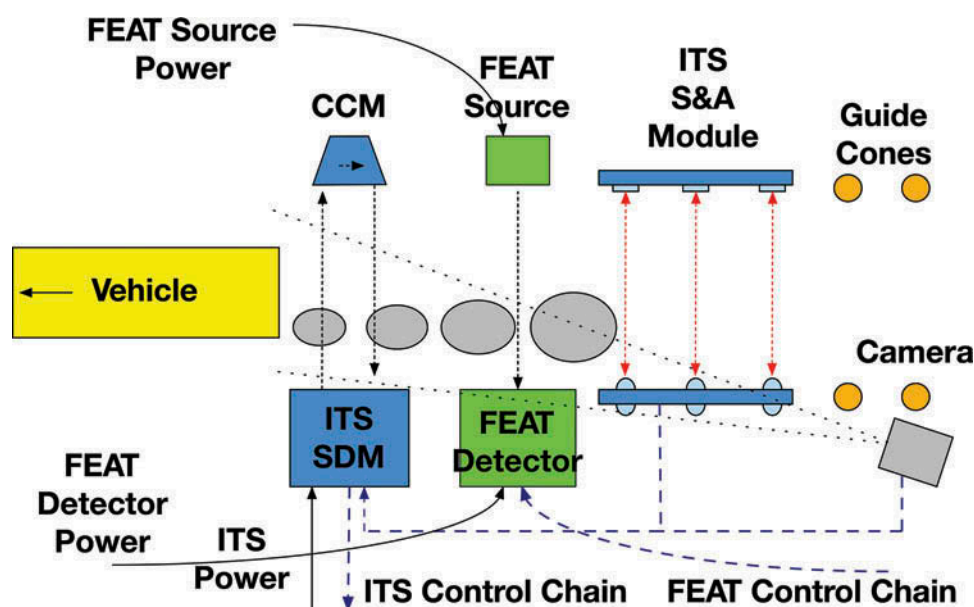 FEAT Source
Power
CCM
FEAT
Source
ITS
S&A
Module
Guide
Cones
Vehicle
Camera
ITS
SDM
FEAT
Detector
FEAT
Detector
Power
ITS
Power
ITS Control Chain
FEAT Control Chain